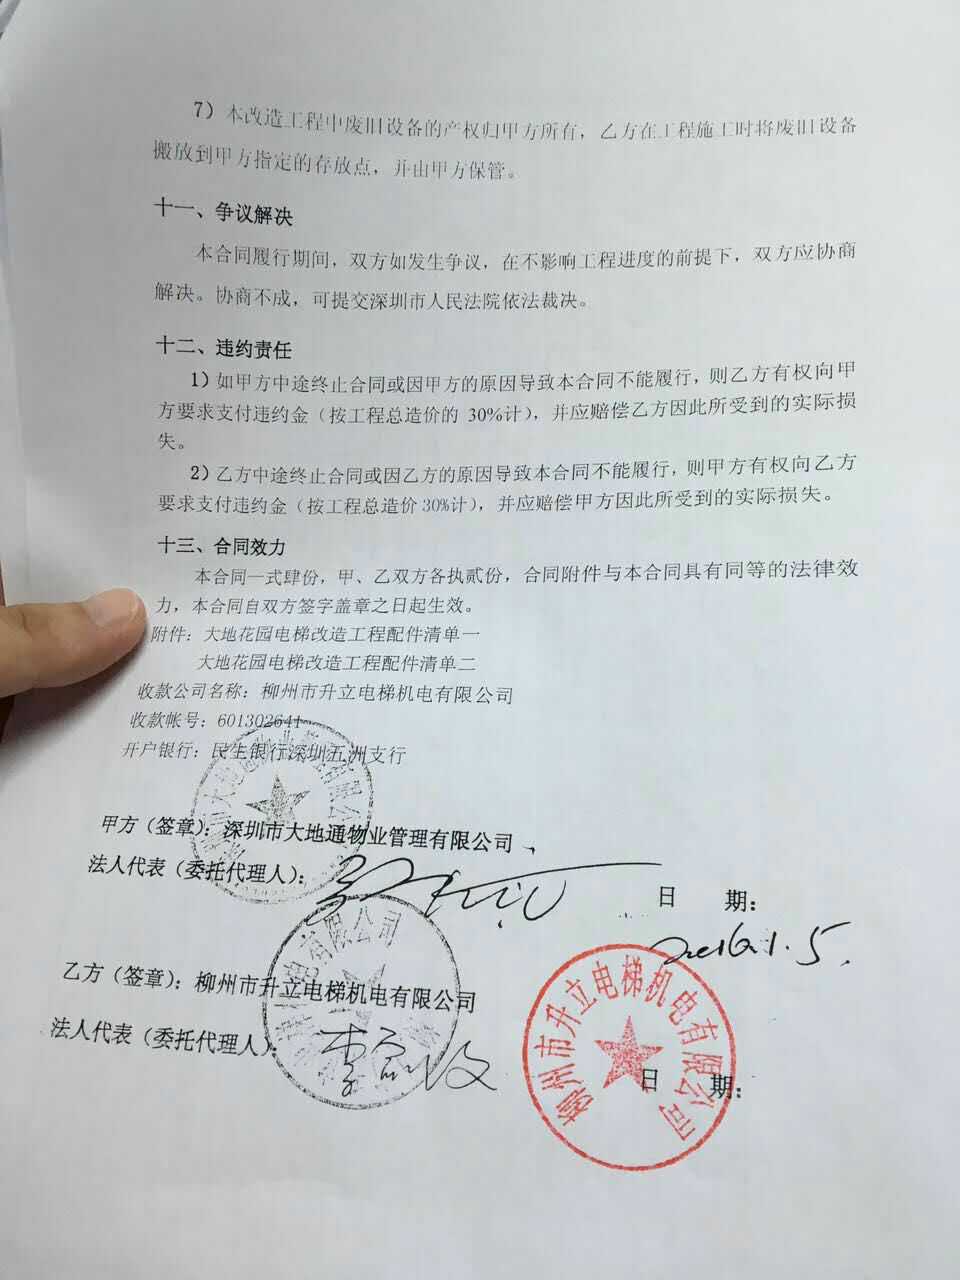 7）本改造工程中废旧设备的产权归甲方所有，乙方在工程施工时将废旧设备
搬放到甲方指定的存放点，并由甲方保管。
十一、争议解决
本合同履行期间，双方如发生争议，在不影响工程进度的前提下，双方应协商
解决。协商不成，可提交深圳市人民法院依法裁决。
十二、违约责任
1）如甲方中途终止合同或因甲方的原因导致本合同不能履行，则乙方有权向甲
方要求支付违约金（按工程总造价的 30%计），并应赔偿乙方因此所受到的实际损
失。
2）乙方中途终止合同或因乙方的原因导致本合同不能履行，则甲方有权向乙方
要求支付违约金（按工程总造价 30%计），并应赔偿甲方因此所受到的实际损失。
十三、合同效力
本合同一式肆份，甲、乙双方各执贰份，合同附件与本合同具有同等的法律效
力，本合同自双方签字盖章之日起生效。
附件：大地花园电梯改造工程配件清单一
大地花园电梯改造工程配件清单二
收款公司名称：柳州市升立电梯机电有限公司
收款帐号：601302641
开户银行：民生银行深圳五洲支行
甲方（签章）：深圳市大地通物业管理有限公司
法人代表（委托代理人）：
日 期：
2016.1.5.
乙方（签章）：柳州市升立电梯机电有限公司
法人代表（委托代理人）
日 期：
柳州市升立电梯机电有限公司